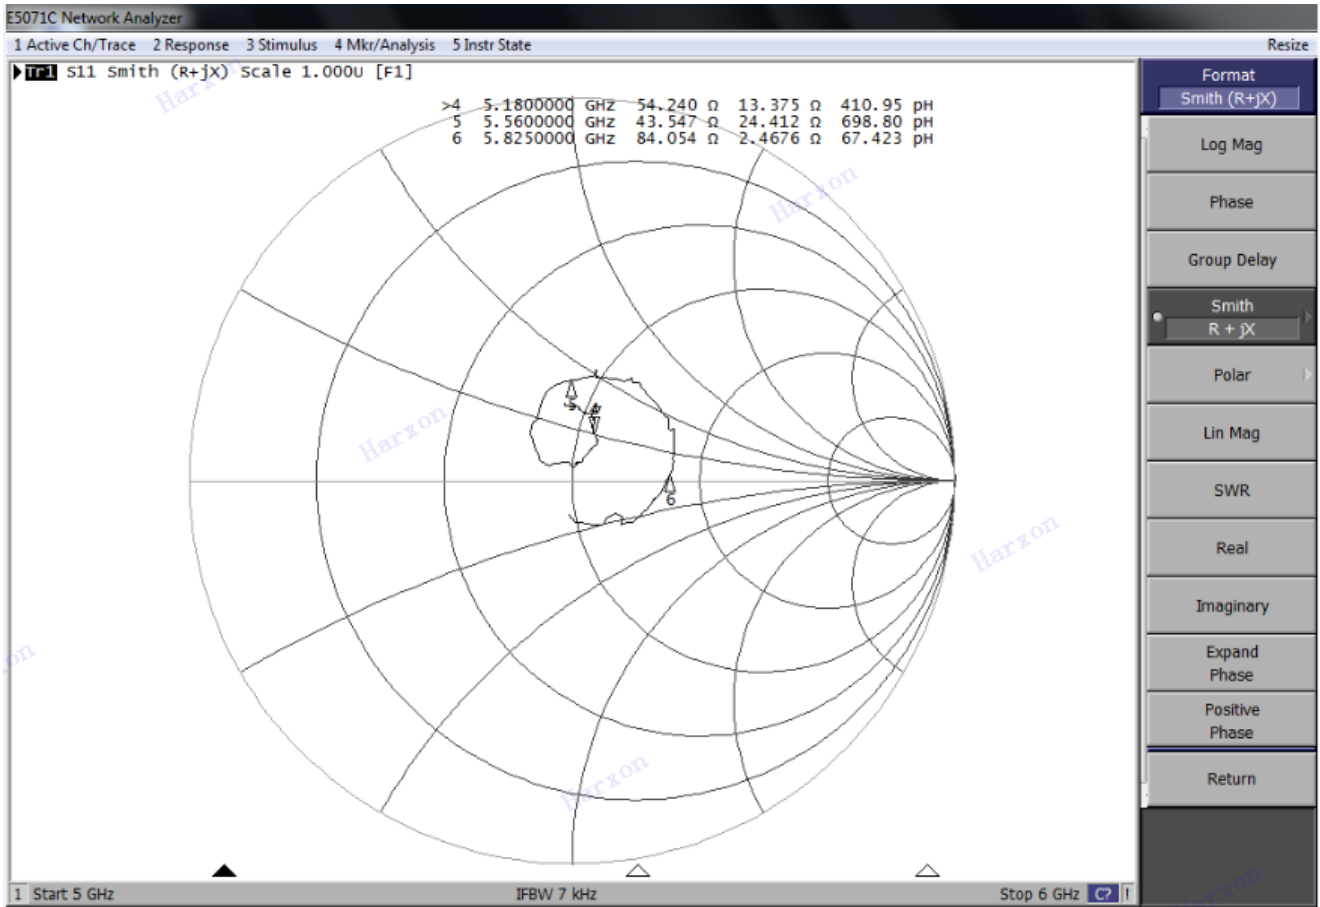 E5071C Network Analyzer
1 Active Ch/Trace 2 Response 3 Stimulus 4 Mkr/Analysis 5 Instr State
Resize
Tr1 S11 Smith (R+jX) Scale 1.000U [F1]
>4 5.1800000 GHz 54.240 Ω 13.375 Ω 410.95 pH
5 5.5600000 GHz 43.547 Ω 24.412 Ω 698.80 pH
6 5.8250000 GHz 84.054 Ω 2.4676 Ω 67.423 pH
Format
Smith (R+jX)
Log Mag
Phase
Group Delay
Smith
R + jX
Polar
Lin Mag
SWR
Real
Imaginary
Expand
Phase
Positive
Phase
Return
Harxon
Harxon
Harxon
Harxon
Harxon
on
Harxon
5
4
6
1 Start 5 GHz
IFBW 7 kHz
Stop 6 GHz C? !